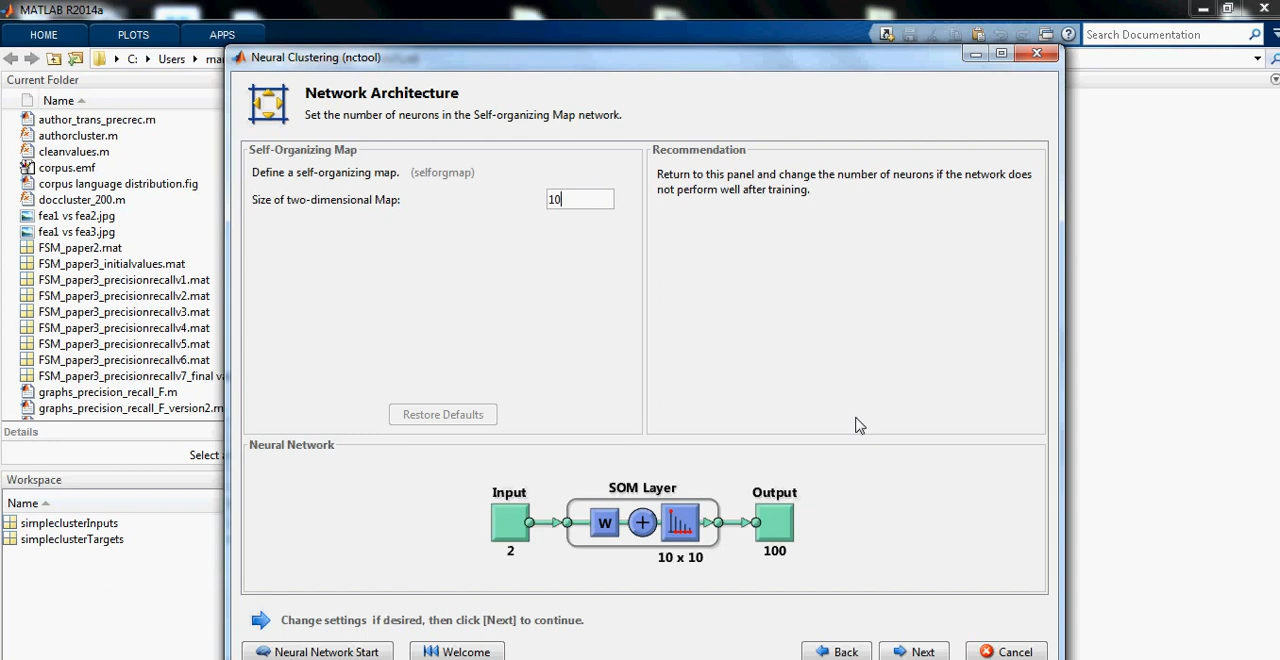 MATLAB R2014a
HOME
PLOTS
APPS
Search Documentation
C:
Users
Current Folder
Name
author_trans_precrec.m
authorcluster.m
cleanvalues.m
corpus.emf
corpus language distribution.fig
doccluster_200.m
fea1 vs fea2.jpg
fea1 vs fea3.jpg
FSM_paper2.mat
FSM_paper3_initialvalues.mat
FSM_paper3_precisionrecallv1.mat
FSM_paper3_precisionrecallv2.mat
FSM_paper3_precisionrecallv3.mat
FSM_paper3_precisionrecallv4.mat
FSM_paper3_precisionrecallv5.mat
FSM_paper3_precisionrecallv6.mat
FSM_paper3_precisionrecallv7_final
graphs_precision_recall_F.m
graphs_precision_recall_F_version2.m
Details
Select
Workspace
Name
simpleclusterInputs
simpleclusterTargets
Neural Clustering (nctool)
Network Architecture
Set the number of neurons in the Self-organizing Map network.
Self-Organizing Map
Define a self-organizing map. (selforgmap)
Size of two-dimensional Map: 10
Restore Defaults
Recommendation
Return to this panel and change the number of neurons if the network does
not perform well after training.
Neural Network
SOM Layer
Input
Output
W
+
2
10 x 10
100
Change settings if desired, then click [Next] to continue.
Neural Network Start
Welcome
Back
Next
Cancel